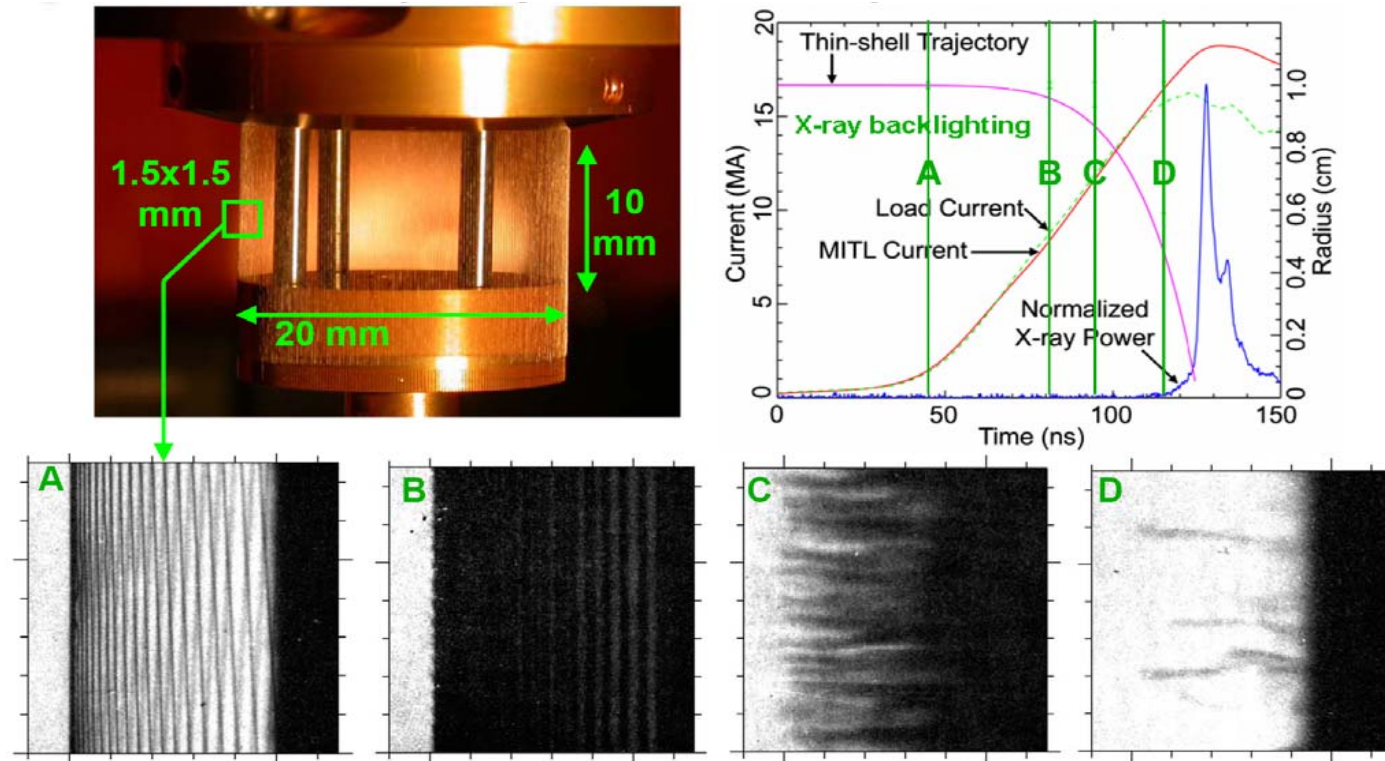 1.5x1.5
mm
10
mm
20 mm
Thin-shell Trajectory
X-ray backlighting
A
B
C
D
Load Current
MITL Current
Normalized
X-ray Power
Current (MA)
20
15
10
5
0
Radius (cm)
1.0
0.8
0.6
0.4
0.2
0
0
50
100
150
Time (ns)
A
B
C
D